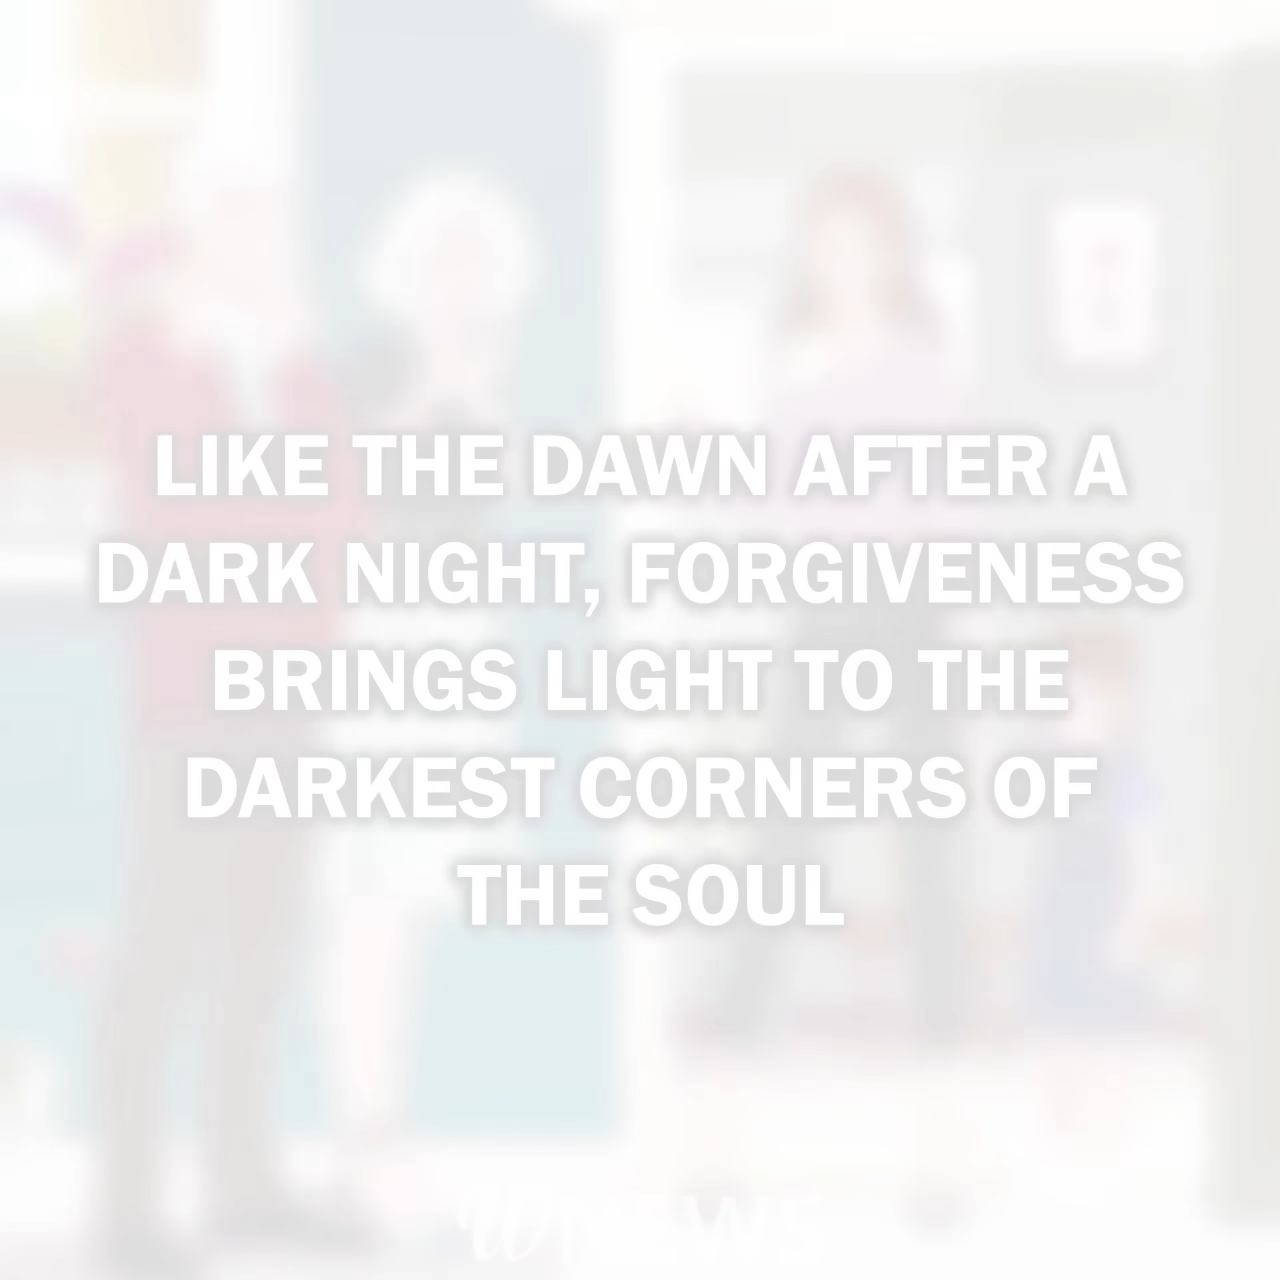 LIKE THE DAWN AFTER A
DARK NIGHT, FORGIVENESS
BRINGS LIGHT TO THE
DARKEST CORNERS OF
THE SOUL